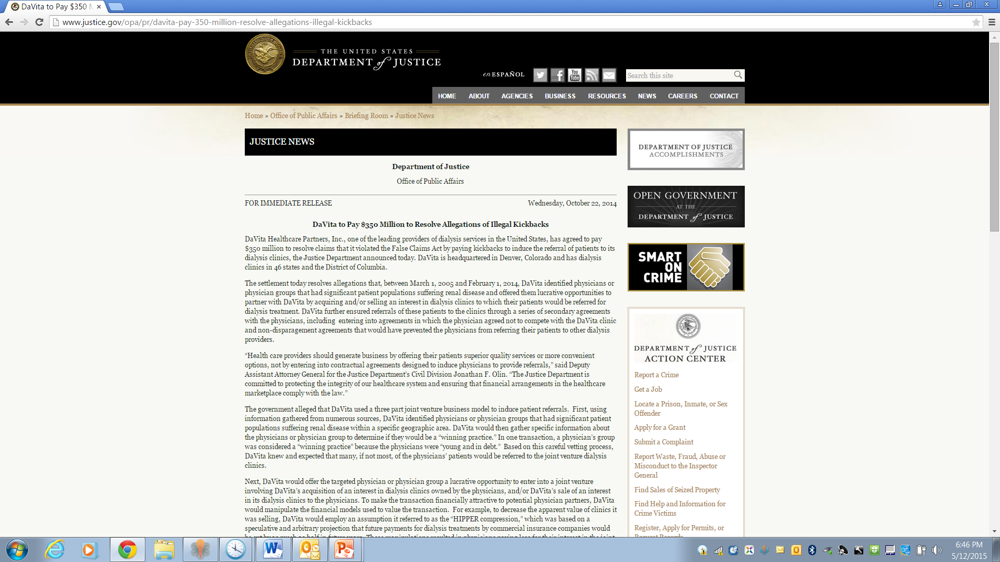 DaVita to Pay $350 M
www.justice.gov/opa/pr/davita-pay-350-million-resolve-allegations-illegal-kickbacks
THE UNITED STATES
DEPARTMENT of JUSTICE
en ESPAÑOL
You
Tube
Search this site
HOME ABOUT AGENCIES BUSINESS RESOURCES NEWS CAREERS CONTACT
Home » Office of Public Affairs » Briefing Room » Justice News
JUSTICE NEWS
Department of Justice
Office of Public Affairs
FOR IMMEDIATE RELEASE
Wednesday, October 22, 2014
DaVita to Pay $350 Million to Resolve Allegations of Illegal Kickbacks
DaVita Healthcare Partners, Inc., one of the leading providers of dialysis services in the United States, has agreed to pay
$350 million to resolve claims that it violated the False Claims Act by paying kickbacks to induce the referral of patients to its
dialysis clinics, the Justice Department announced today. DaVita is headquartered in Denver, Colorado and has dialysis
clinics in 46 states and the District of Columbia.
The settlement today resolves allegations that, between March 1, 2005 and February 1, 2014, DaVita identified physicians or
physician groups that had significant patient populations suffering renal disease and offered them lucrative opportunities to
partner with DaVita by acquiring and/or selling an interest in dialysis clinics to which their patients would be referred for
dialysis treatment. DaVita further ensured referrals of these patients to the clinics through a series of secondary agreements
with the physicians, including  entering into agreements in which the physician agreed not to compete with the DaVita clinic
and non-disparagement agreements that would have prevented the physicians from referring their patients to other dialysis
providers.
“Health care providers should generate business by offering their patients superior quality services or more convenient
options, not by entering into contractual agreements designed to induce physicians to provide referrals,” said Deputy
Assistant Attorney General for the Justice Department’s Civil Division Jonathan F. Olin. “The Justice Department is
committed to protecting the integrity of our healthcare system and ensuring that financial arrangements in the healthcare
marketplace comply with the law.”
The government alleged that DaVita used a three part joint venture business model to induce patient referrals.  First, using
information gathered from numerous sources, DaVita identified physicians or physician groups that had significant patient
populations suffering renal disease within a specific geographic area. DaVita would then gather specific information about
the physicians or physician group to determine if they would be a “winning practice.” In one transaction, a physician’s group
was considered a “winning practice” because the physicians were “young and in debt.”  Based on this careful vetting process,
DaVita knew and expected that many, if not most, of the physicians’ patients would be referred to the joint venture dialysis
clinics.
Next, DaVita would offer the targeted physician or physician group a lucrative opportunity to enter into a joint venture
involving DaVita’s acquisition of an interest in dialysis clinics owned by the physicians, and/or DaVita’s sale of an interest
in its dialysis clinics to the physicians. To make the transaction financially attractive to potential physician partners, DaVita
would manipulate the financial models used to value the transaction.  For example, to decrease the apparent value of clinics it
was selling, DaVita would employ an assumption it referred to as the “HIPPER compression,” which was based on a
speculative and arbitrary projection that future payments for dialysis treatments by commercial insurance companies would
DEPARTMENT OF JUSTICE
ACCOMPLISHMENTS
OPEN GOVERNMENT
AT THE
DEPARTMENT of JUSTICE
SMART
ON
CRIME
DEPARTMENT of JUSTICE
ACTION CENTER
Report a Crime
Get a Job
Locate a Prison, Inmate, or Sex
Offender
Apply for a Grant
Submit a Complaint
Report Waste, Fraud, Abuse or
Misconduct to the Inspector
General
Find Sales of Seized Property
Find Help and Information for
Crime Victims
Register, Apply for Permits, or
Request Records
6:46 PM
5/12/2015